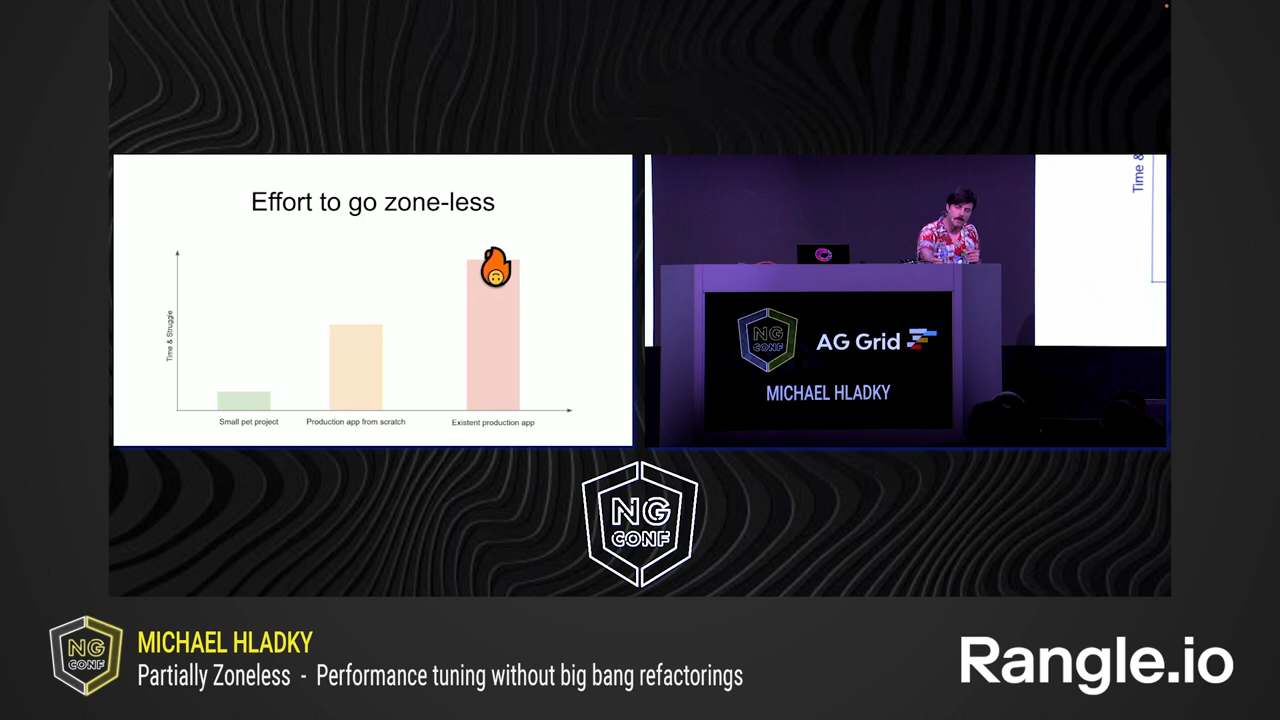 Effort to go zone-less
Time & Struggle
Small pet project
Production app from scratch
Existent production app
Time &
NG
CONF
AG Grid
MICHAEL HLADKY
NG
CONF
NG
CONF
MICHAEL HLADKY
Partially Zoneless - Performance tuning without big bang refactorings
Rangle.io